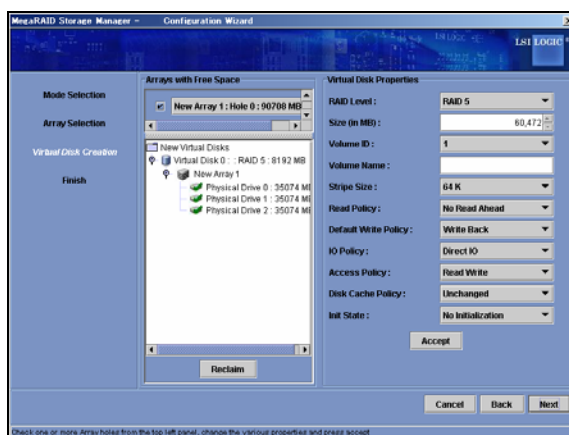 MegaRAID Storage Manager - Configuration Wizard
LSI LOGIC
Mode Selection
Array Selection
Virtual Disk Creation
Finish
Arrays with Free Space
New Array 1 : Hole 0 : 90708 MB
New Virtual Disks
Virtual Disk 0 : : RAID 5 : 8192 MB
New Array 1
Physical Drive 0 : 35074 MB
Physical Drive 1 : 35074 MB
Physical Drive 2 : 35074 MB
Reclaim
Virtual Disk Properties
RAID Level : RAID 5
Size (in MB) : 60,472
Volume ID : 1
Volume Name :
Stripe Size : 64 K
Read Policy : No Read Ahead
Default Write Policy : Write Back
IO Policy : Direct IO
Access Policy : Read Write
Disk Cache Policy : Unchanged
Init State : No Initialization
Accept
Cancel Back Next
Check one or more Array holes from the top left panel, change the various properties and press accept